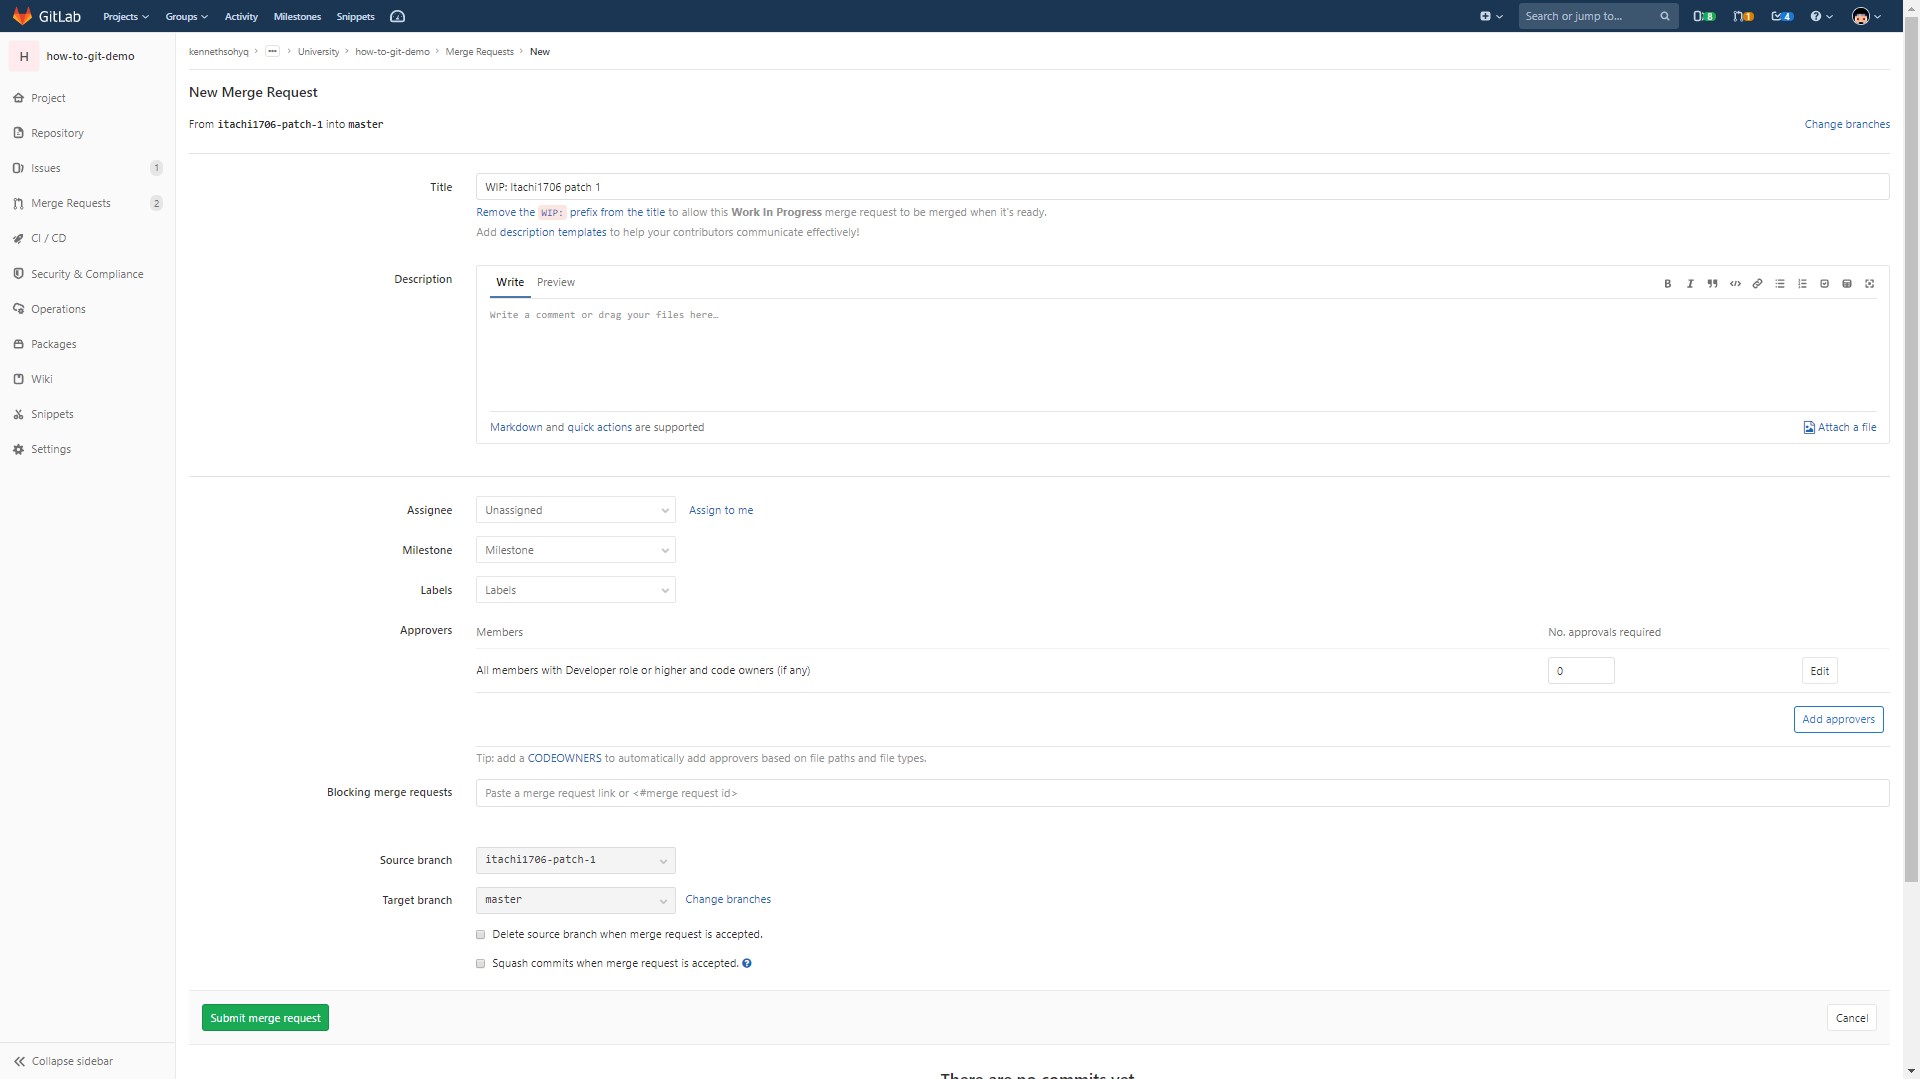 GitLab Projects Groups Activity Milestones Snippets Search or jump to... 8 1 4
H how-to-git-demo
kennethsohyq > ... > University > how-to-git-demo > Merge Requests > New
Project
Repository
Issues 1
Merge Requests 2
CI / CD
Security & Compliance
Operations
Packages
Wiki
Snippets
Settings
Collapse sidebar
New Merge Request
From itachi1706-patch-1 into master Change branches
Title WIP: Itachi1706 patch 1
Remove the WIP: prefix from the title to allow this Work In Progress merge request to be merged when it's ready.
Add description templates to help your contributors communicate effectively!
Description Write Preview
Write a comment or drag your files here…
Markdown and quick actions are supported Attach a file
Assignee Unassigned Assign to me
Milestone Milestone
Labels Labels
Approvers Members No. approvals required
All members with Developer role or higher and code owners (if any) 0 Edit
Add approvers
Tip: add a CODEOWNERS to automatically add approvers based on file paths and file types.
Blocking merge requests Paste a merge request link or <#merge request id>
Source branch itachi1706-patch-1
Target branch master Change branches
Delete source branch when merge request is accepted.
Squash commits when merge request is accepted.
Submit merge request Cancel
There are no commits yet